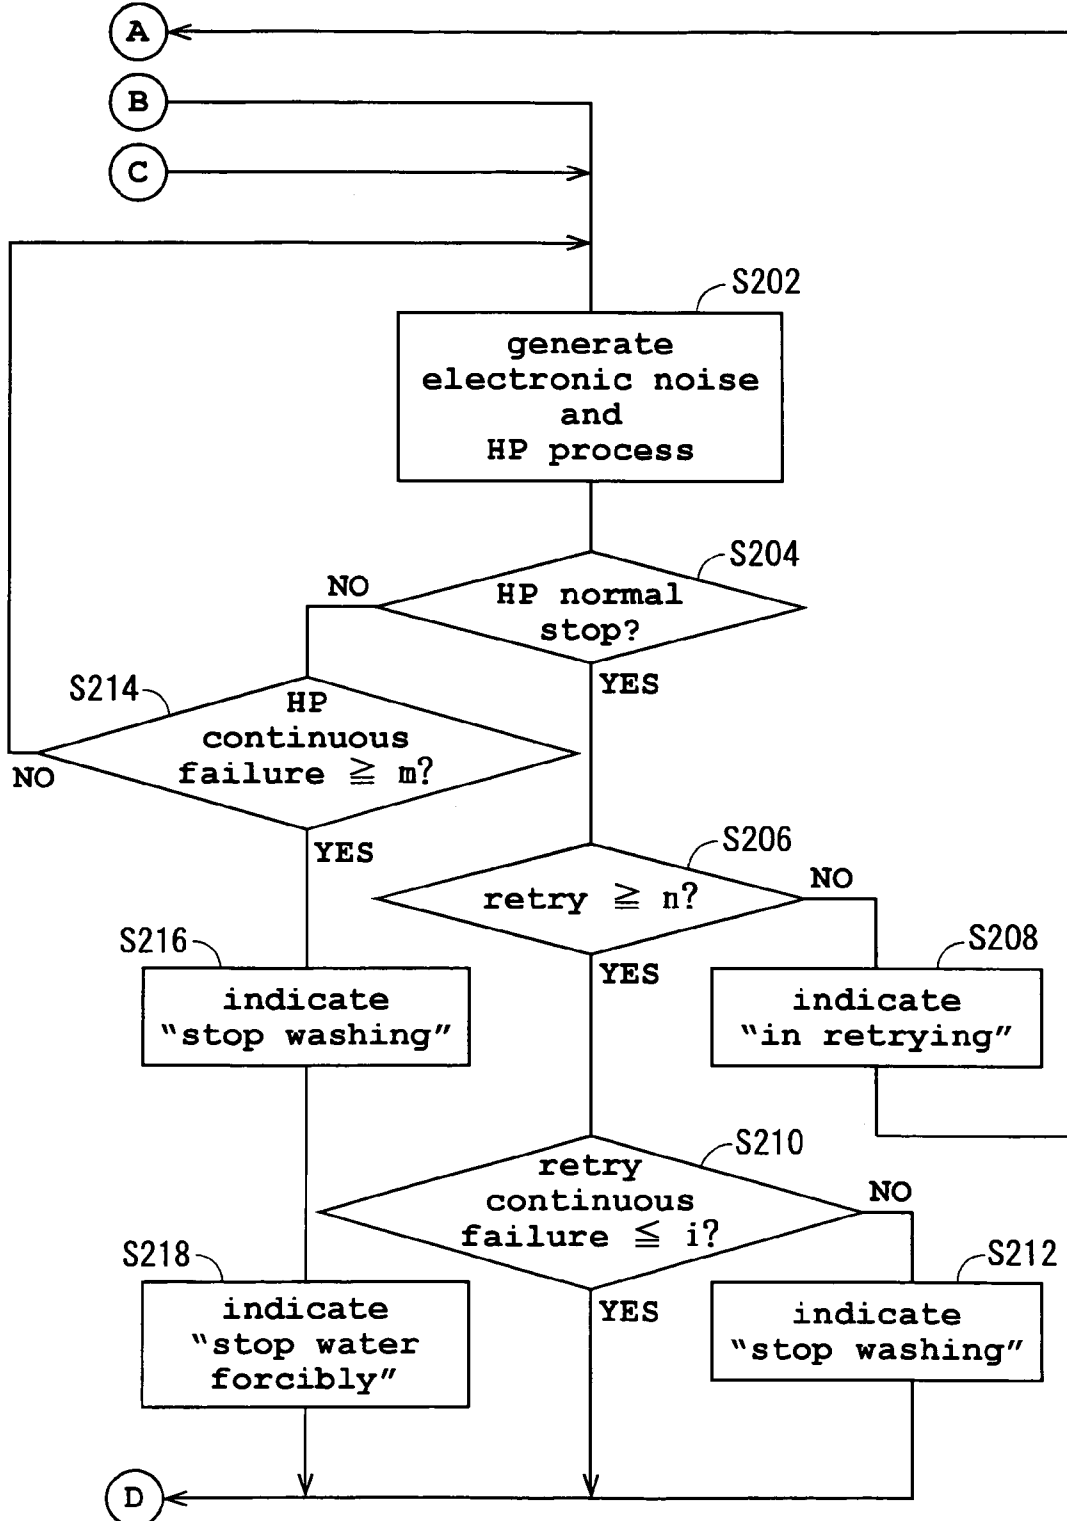 A
B
C
S202
generate
electronic noise
and
HP process
S204
NO
HP normal
stop?
YES
S214
HP
continuous
failure ≧ m?
NO
YES
S206
retry ≧ n?
NO
YES
S216
indicate
“stop washing”
S208
indicate
“in retrying”
S210
retry
continuous
failure ≦ i?
NO
YES
S218
indicate
“stop water
forcibly”
S212
indicate
“stop washing”
D